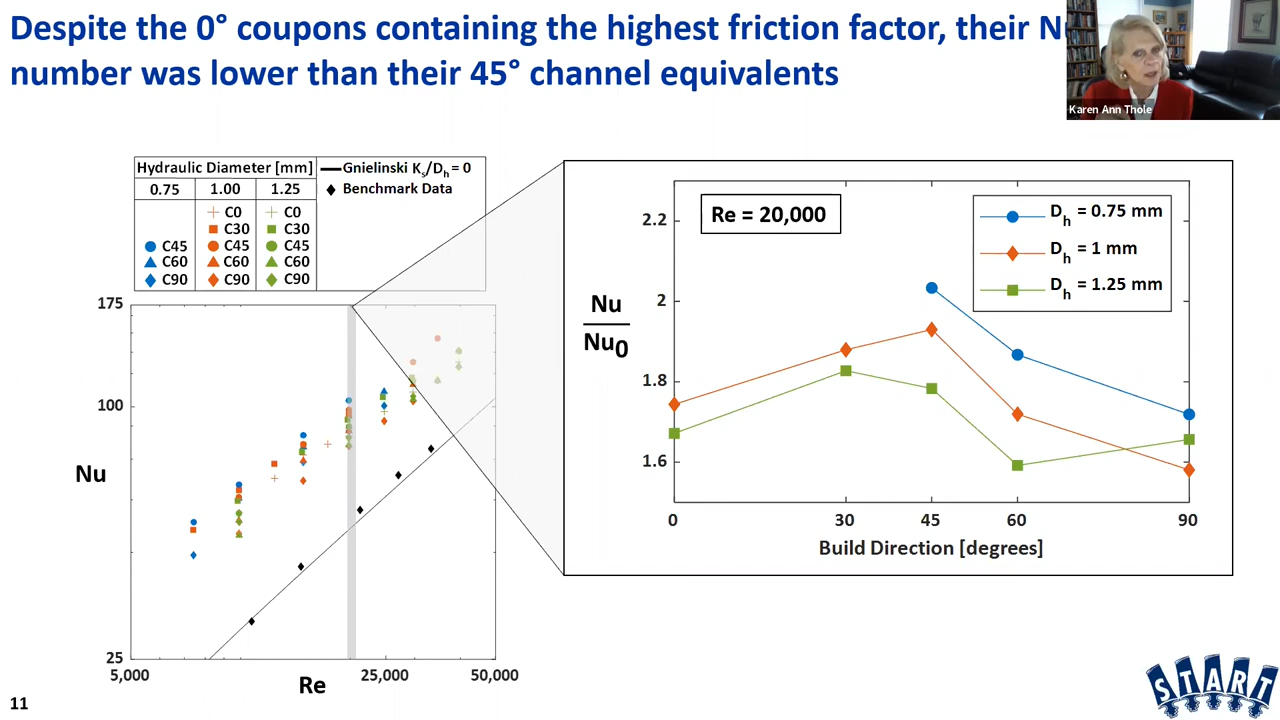 Despite the 0° coupons containing the highest friction factor, their
number was lower than their 45° channel equivalents
Karen Ann Thole
Hydraulic Diameter [mm]
0.75 1.00 1.25
C0 C0
C30 C30
C45 C45 C45
C60 C60 C60
C90 C90 C90
Gnielinski Ks/Dh = 0
Benchmark Data
175
100
25
Nu
5,000 25,000 50,000
Re
Re = 20,000
Dh = 0.75 mm
Dh = 1 mm
Dh = 1.25 mm
2.2
2
1.8
1.6
Nu
Nu0
0 30 45 60 90
Build Direction [degrees]
START
11